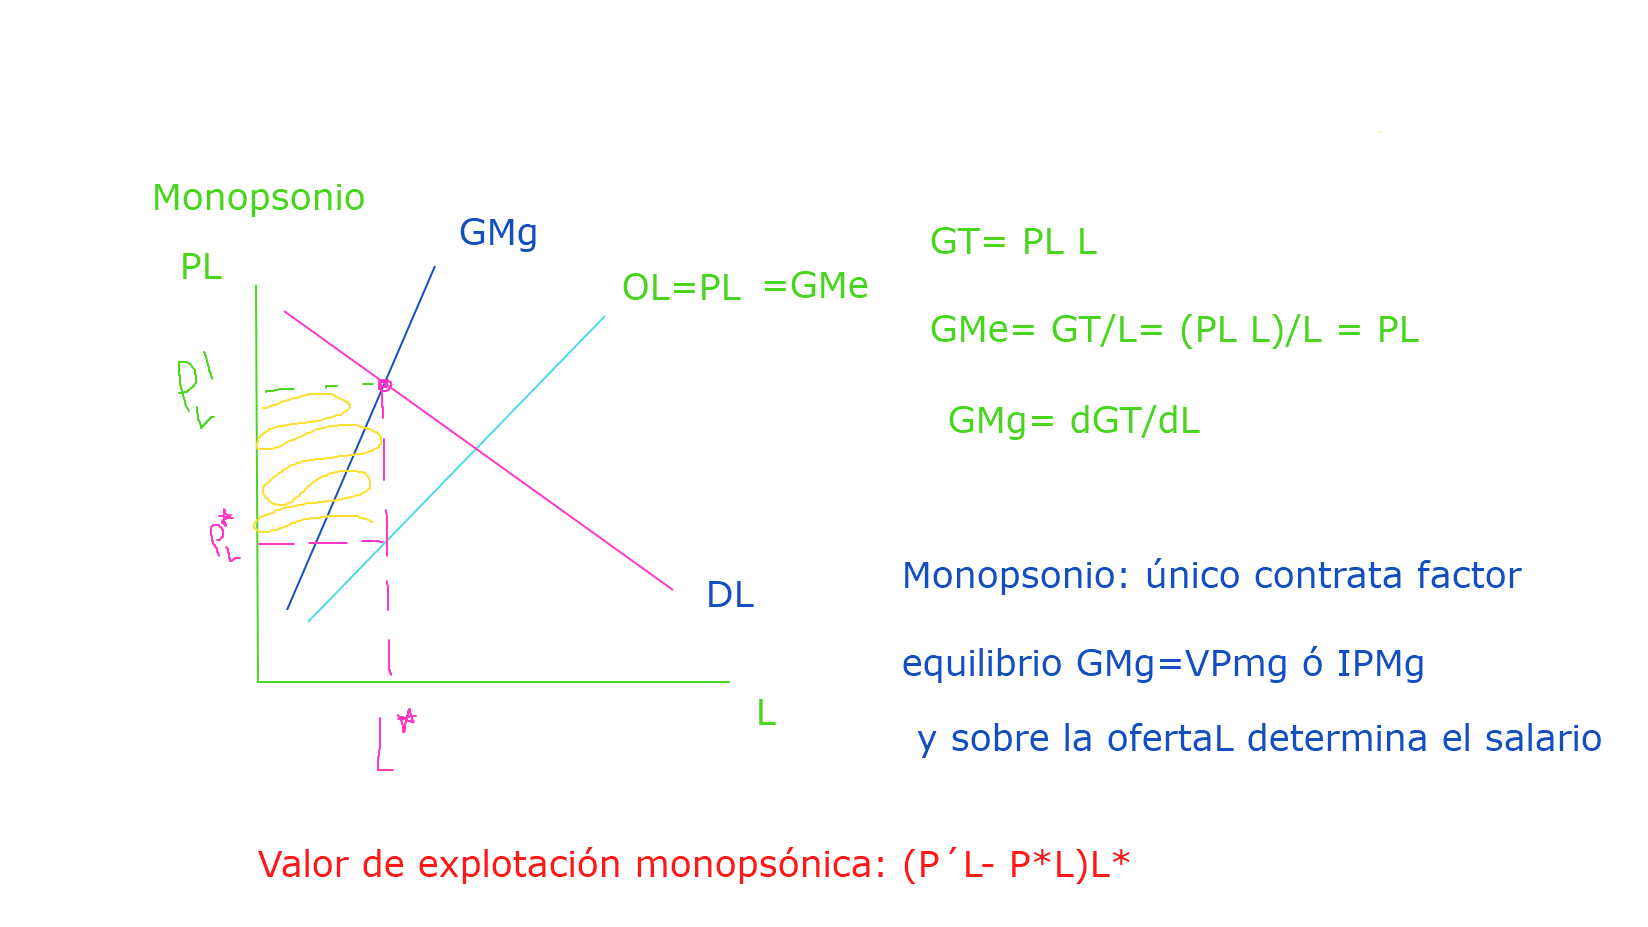 Monopsonio
GMg
PL
OL=PL =GMe
P'L
P*L
DL
L
L*
GT= PL L
GMe= GT/L= (PL L)/L = PL
GMg= dGT/dL
Monopsonio: único contrata factor
equilibrio GMg=VPmg ó IPMg
y sobre la ofertaL determina el salario
Valor de explotación monopsónica: (P´L- P*L)L*